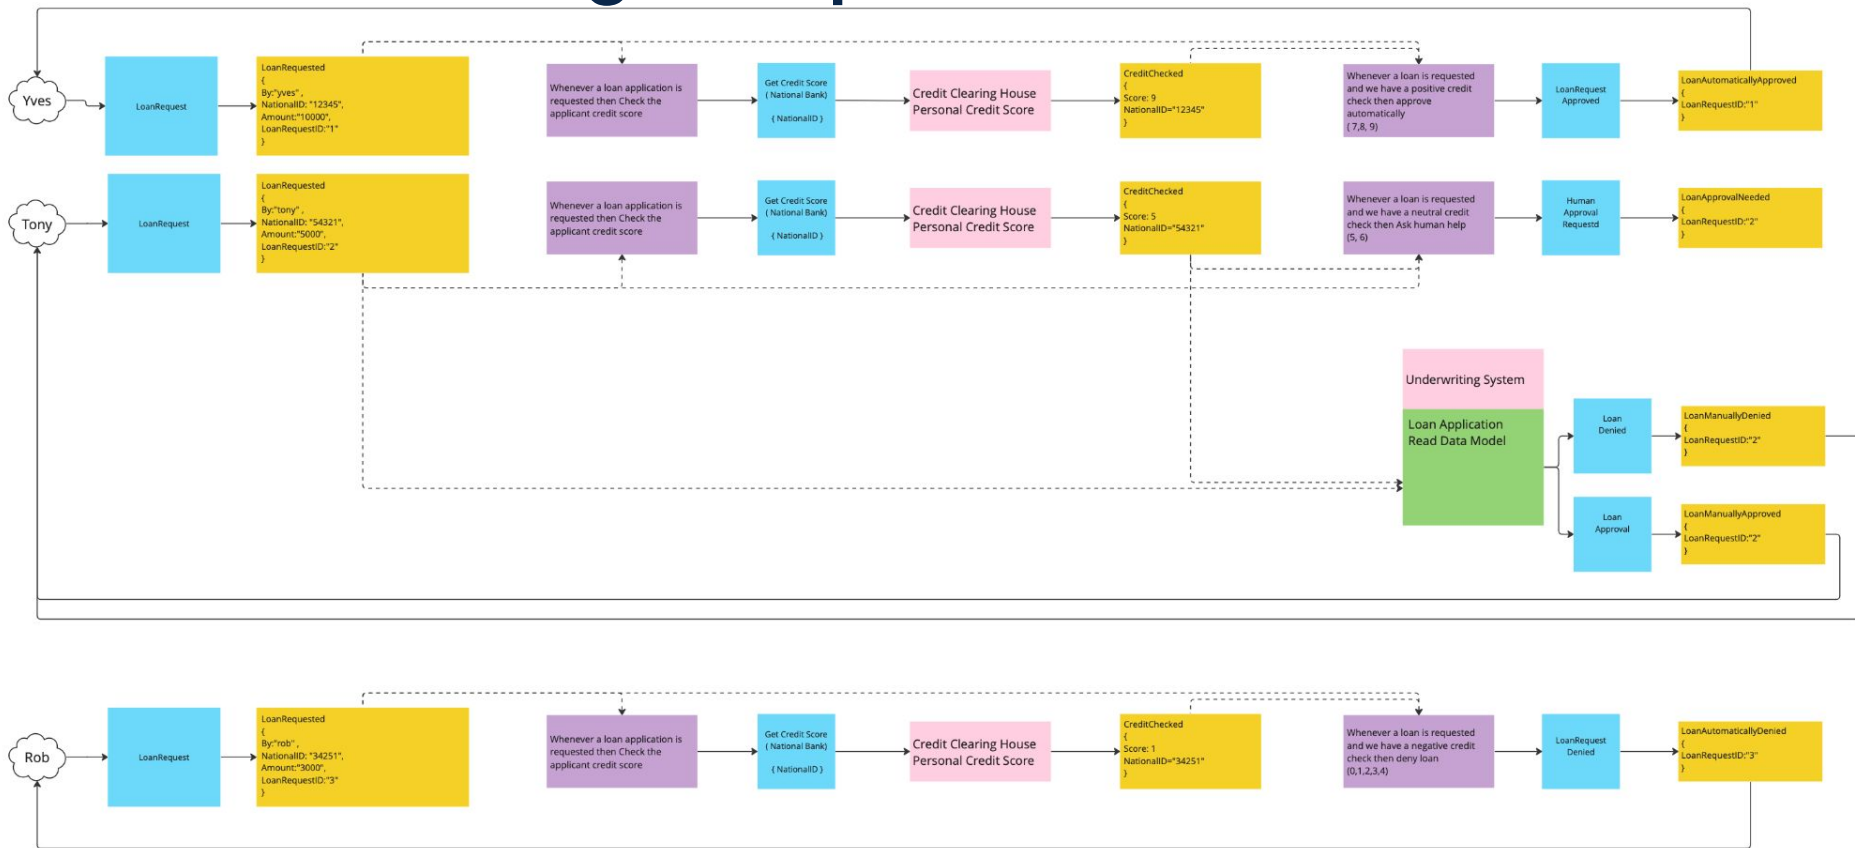 Yves
LoanRequest
LoanRequested
{
By:"yves" ,
NationalID: "12345",
Amount:"10000",
LoanRequestID:"1"
}
Whenever a loan application is
requested then Check the
applicant credit score
Get Credit Score
( National Bank)
{ NationalID }
Credit Clearing House
Personal Credit Score
CreditChecked
{
Score: 9
NationalID="12345"
}
Whenever a loan is requested
and we have a positive credit
check then approve
automatically
( 7,8, 9)
LoanRequest
Approved
LoanAutomaticallyApproved
{
LoanRequestID:"1"
}
Tony
LoanRequest
LoanRequested
{
By:"tony" ,
NationalID: "54321",
Amount:"5000",
LoanRequestID:"2"
}
Whenever a loan application is
requested then Check the
applicant credit score
Get Credit Score
( National Bank)
{ NationalID }
Credit Clearing House
Personal Credit Score
CreditChecked
{
Score: 5
NationalID="54321"
}
Whenever a loan is requested
and we have a neutral credit
check then Ask human help
(5, 6)
Human
Approval
Requestd
LoanApprovalNeeded
{
LoanRequestID:"2"
}
Underwriting System
Loan Application
Read Data Model
Loan
Denied
LoanManuallyDenied
{
LoanRequestID:"2"
}
Loan
Approval
LoanManuallyApproved
{
LoanRequestID:"2"
}
Rob
LoanRequest
LoanRequested
{
By:"rob" ,
NationalID: "34251",
Amount:"3000",
LoanRequestID:"3"
}
Whenever a loan application is
requested then Check the
applicant credit score
Get Credit Score
( National Bank)
{ NationalID }
Credit Clearing House
Personal Credit Score
CreditChecked
{
Score: 1
NationalID="34251"
}
Whenever a loan is requested
and we have a negative credit
check then deny loan
(0,1,2,3,4)
LoanRequest
Denied
LoanAutomaticallyDenied
{
LoanRequestID:"3"
}